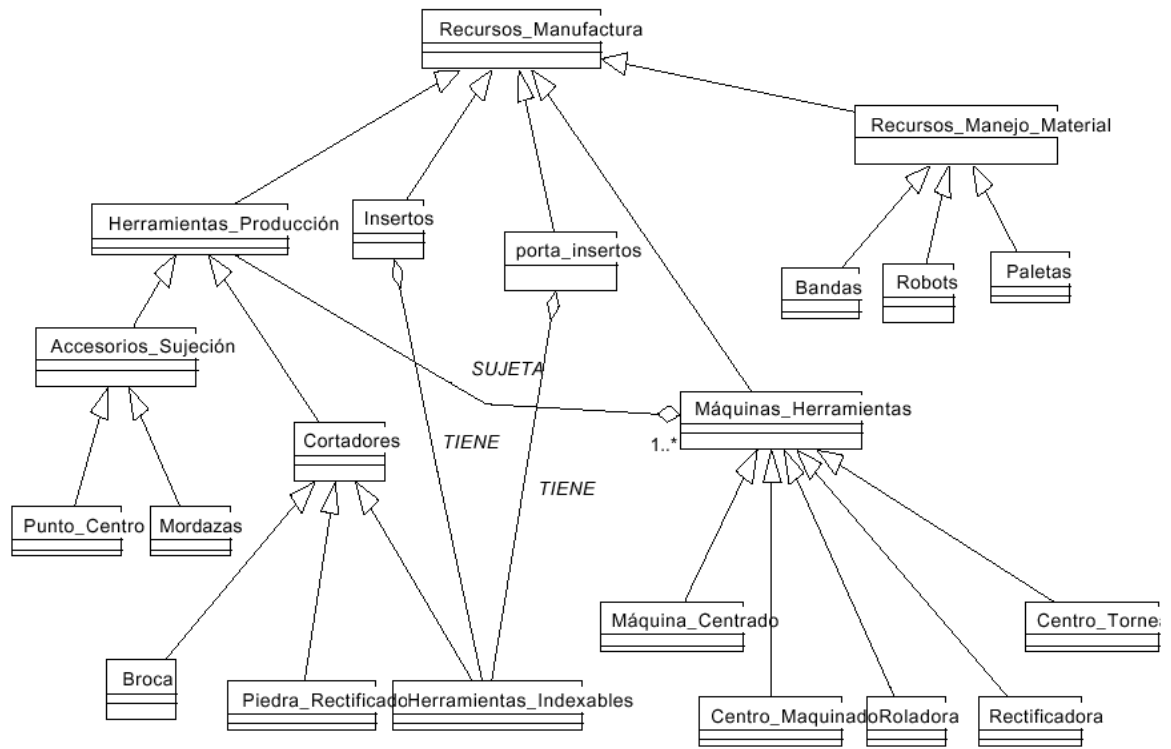 Recursos_Manufactura
Recursos_Manejo_Material
Herramientas_Producción
Insertos
porta_insertos
Bandas
Robots
Paletas
Accesorios_Sujeción
SUJETA
Máquinas_Herramientas
1..*
Cortadores
TIENE
TIENE
Punto_Centro
Mordazas
Máquina_Centrado
Centro_Tornea
Broca
Piedra_Rectificado
Herramientas_Indexables
Centro_Maquinado
Roladora
Rectificadora